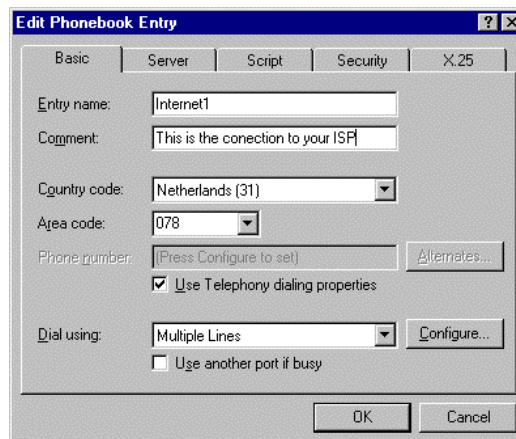 Edit Phonebook Entry
Basic Server Script Security X.25
Entry name: Internet1
Comment: This is the conection to your ISP
Country code: Netherlands (31)
Area code: 078
Phone number: (Press Configure to set) Alternates...
Use Telephony dialing properties
Dial using: Multiple Lines Configure...
Use another port if busy
OK Cancel